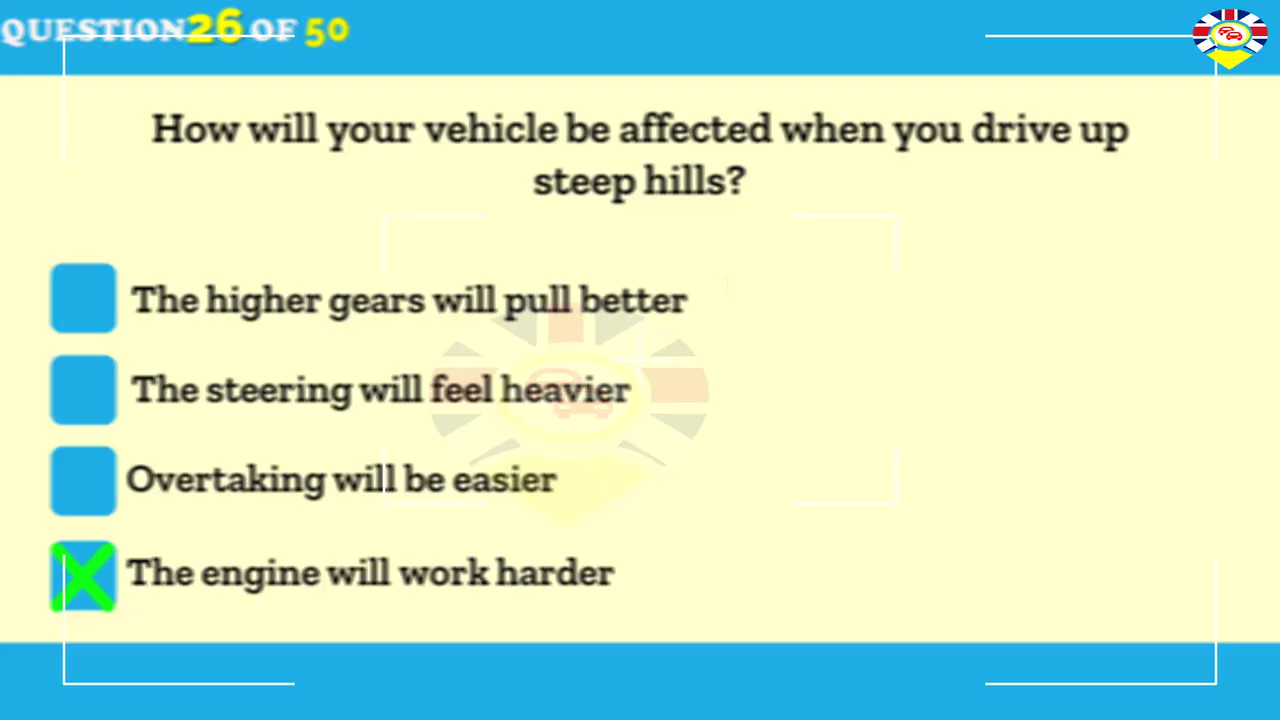 QUESTION 26 OF 50
How will your vehicle be affected when you drive up
steep hills?
The higher gears will pull better
The steering will feel heavier
Overtaking will be easier
The engine will work harder